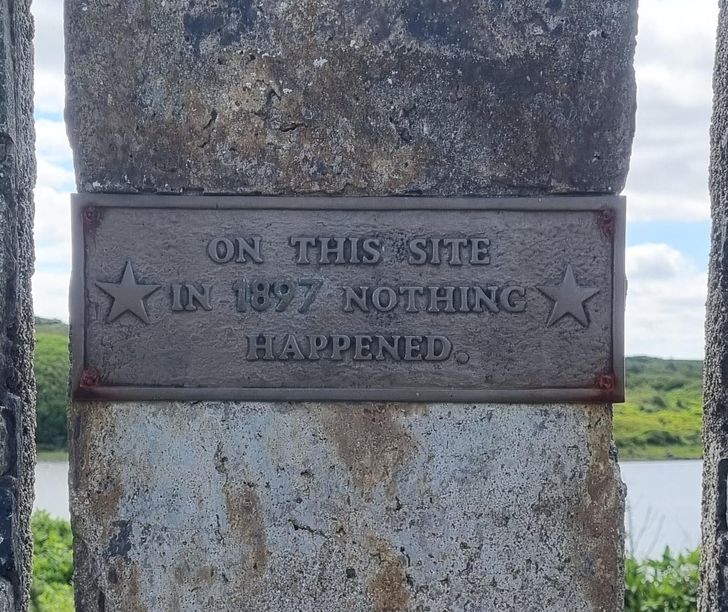 ON THIS SITE
IN 1897 NOTHING
HAPPENED.